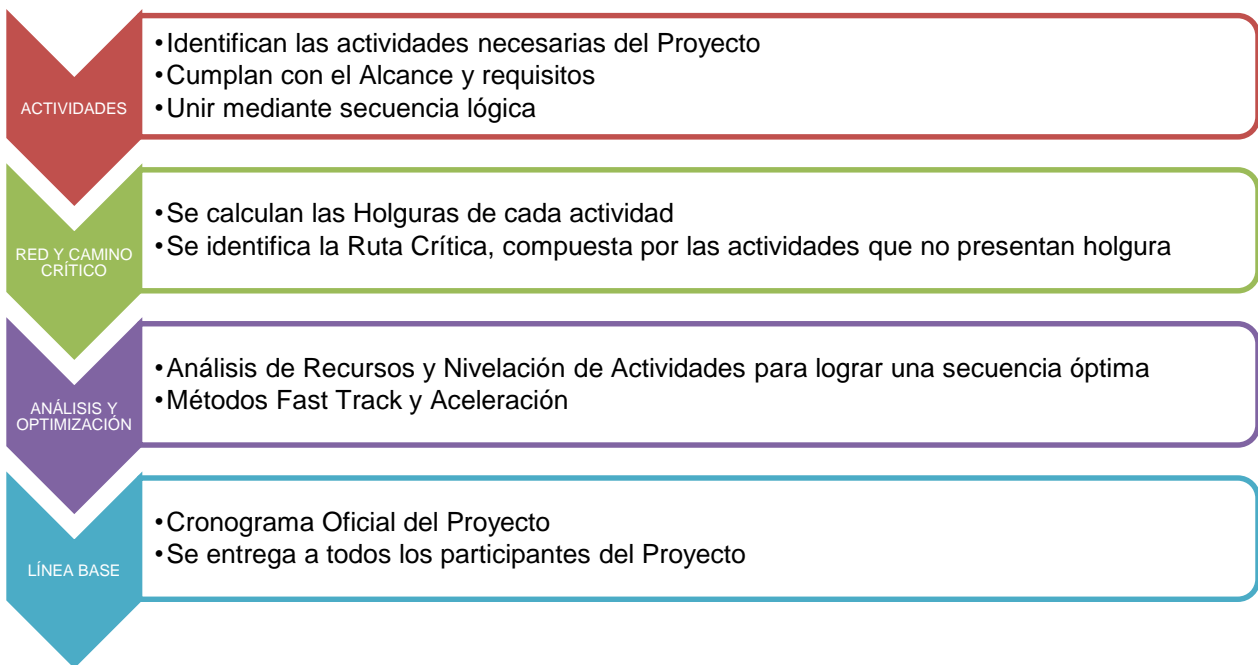 ACTIVIDADES
•Identifican las actividades necesarias del Proyecto
•Cumplan con el Alcance y requisitos
•Unir mediante secuencia lógica
RED Y CAMINO
CRÍTICO
•Se calculan las Holguras de cada actividad
•Se identifica la Ruta Crítica, compuesta por las actividades que no presentan holgura
ANÁLISIS Y
OPTIMIZACIÓN
•Análisis de Recursos y Nivelación de Actividades para lograr una secuencia óptima
•Métodos Fast Track y Aceleración
LÍNEA BASE
•Cronograma Oficial del Proyecto
•Se entrega a todos los participantes del Proyecto